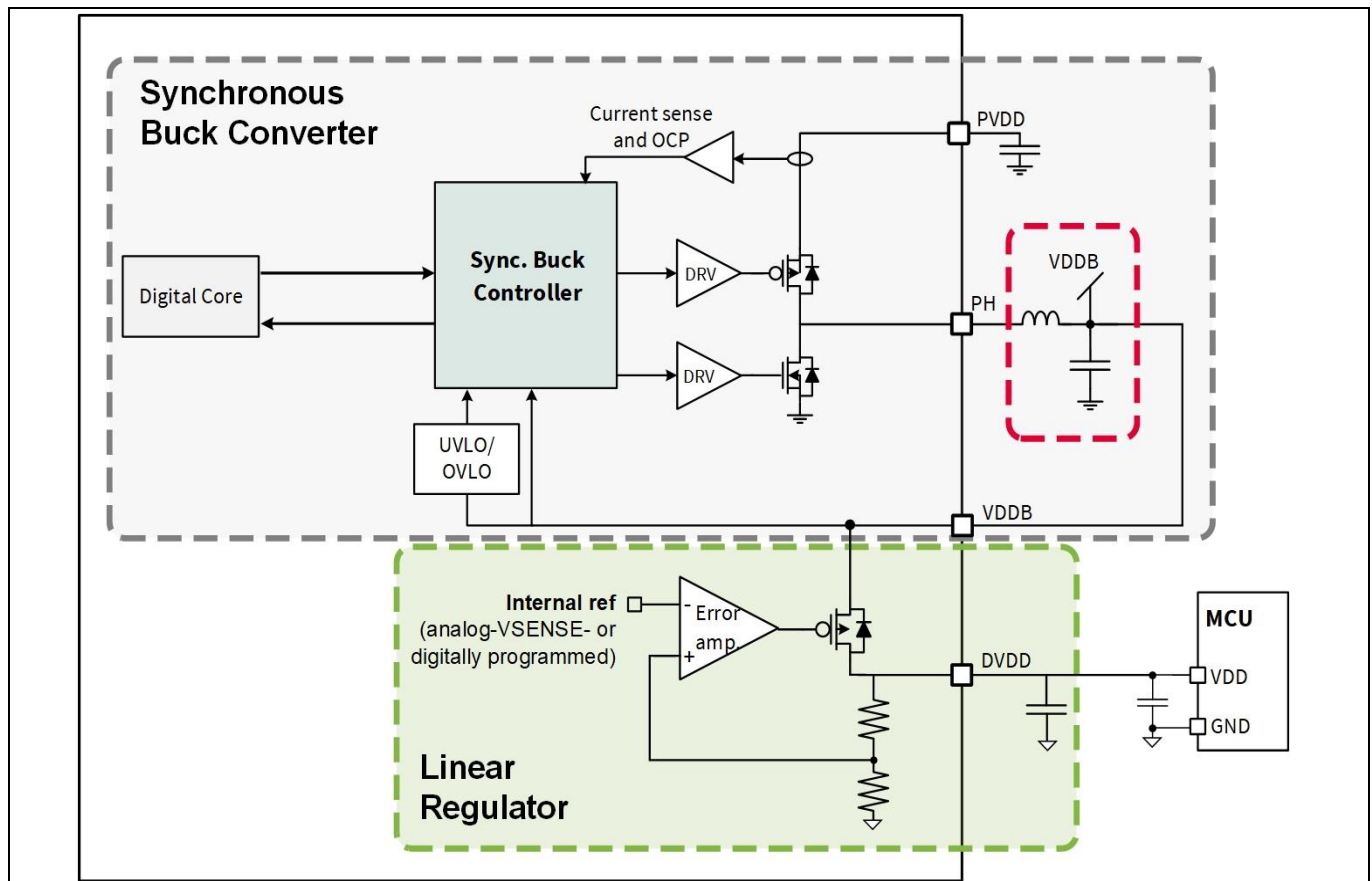 Synchronous
Buck Converter
Current sense
and OCP
PVDD
Digital Core
Sync. Buck
Controller
DRV
DRV
PH
VDDB
UVLO/
OVLO
VDDB
Internal ref
(analog-VSENSE- or
digitally programmed)
-
Error
amp.
+
DVDD
Linear
Regulator
MCU
VDD
GND